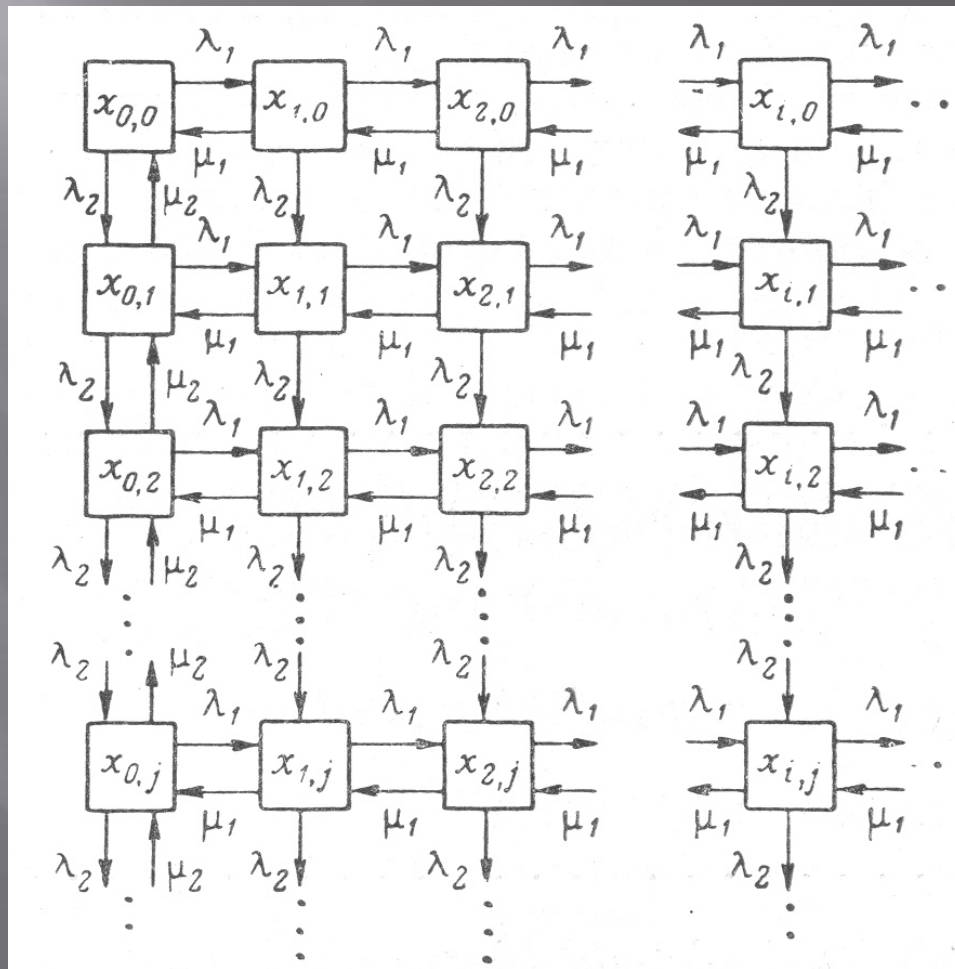 λ₁ λ₁ λ₁ λ₁ λ₁
x₀,₀ x₁,₀ x₂,₀ xᵢ,₀ . .
μ₁ μ₁ μ₁ μ₁ μ₁
λ₂ μ₂ λ₂ λ₂ λ₂
λ₁ λ₁ λ₁ λ₁ λ₁
x₀,₁ x₁,₁ x₂,₁ xᵢ,₁ . .
μ₁ μ₁ μ₁ μ₁ μ₁
λ₂ μ₂ λ₂ λ₂ λ₂
λ₁ λ₁ λ₁ λ₁ λ₁
x₀,₂ x₁,₂ x₂,₂ xᵢ,₂ . .
μ₁ μ₁ μ₁ μ₁ μ₁
λ₂ μ₂ λ₂ λ₂ λ₂
λ₂ μ₂ λ₂ λ₂ λ₂
λ₁ λ₁ λ₁ λ₁ λ₁
x₀,ⱼ x₁,ⱼ x₂,ⱼ xᵢ,ⱼ . .
μ₁ μ₁ μ₁ μ₁ μ₁
λ₂ μ₂ λ₂ λ₂ λ₂